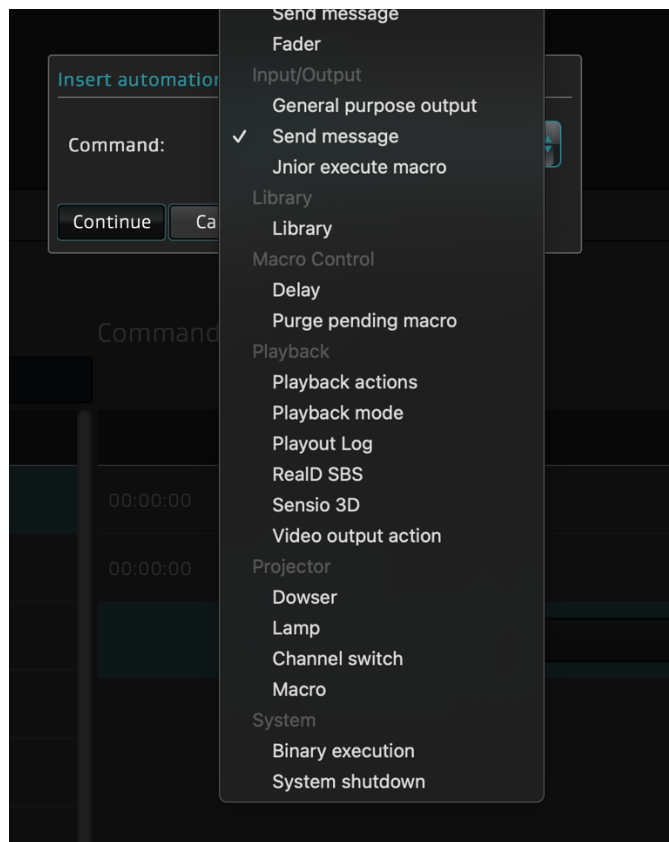 Send message
Fader
Insert automation
Input/Output
General purpose output
Command:
✓ Send message
Jnior execute macro
Library
Continue
Ca
Library
Macro Control
Delay
Command
Purge pending macro
Playback
Playback actions
Playback mode
Playout Log
RealD SBS
00:00:00
Sensio 3D
Video output action
00:00:00
Projector
Dowser
Lamp
Channel switch
Macro
System
Binary execution
System shutdown